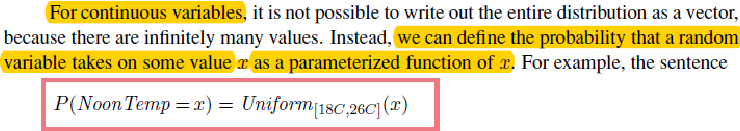 For continuous variables, it is not possible to write out the entire distribution as a vector,
because there are infinitely many values. Instead, we can define the probability that a random
variable takes on some value x as a parameterized function of x. For example, the sentence
P(NoonTemp = x) = Uniform[18C,26C](x)